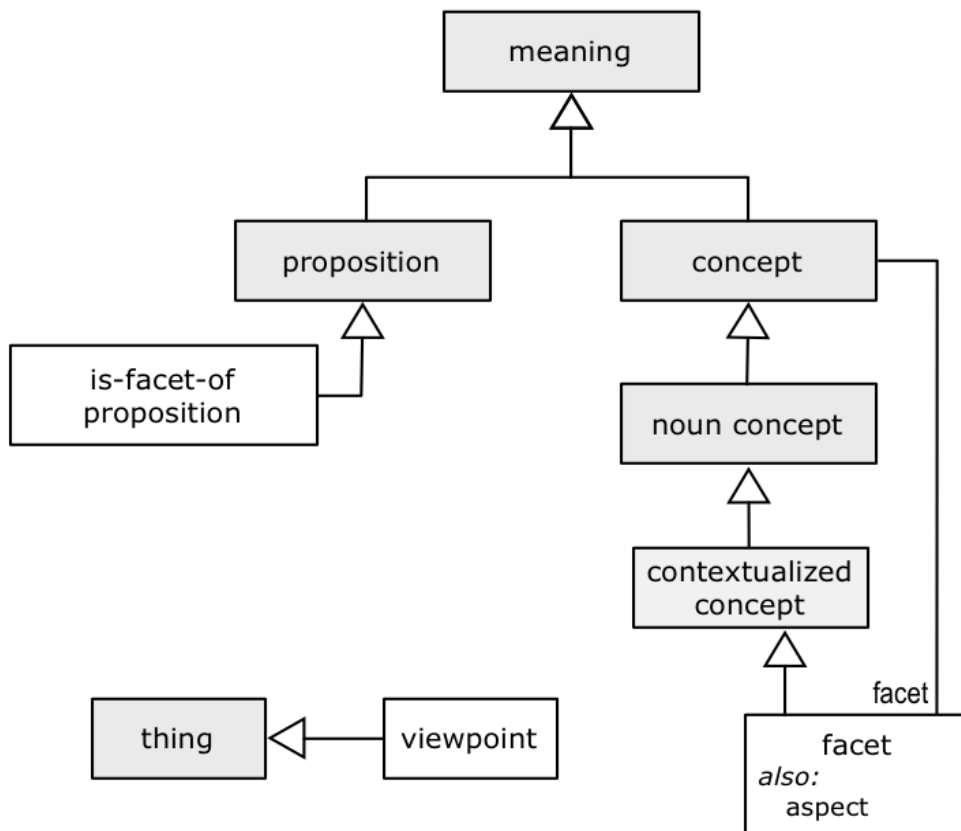 meaning
proposition
concept
is-facet-of
proposition
noun concept
contextualized
concept
facet
thing
viewpoint
facet
also:
aspect